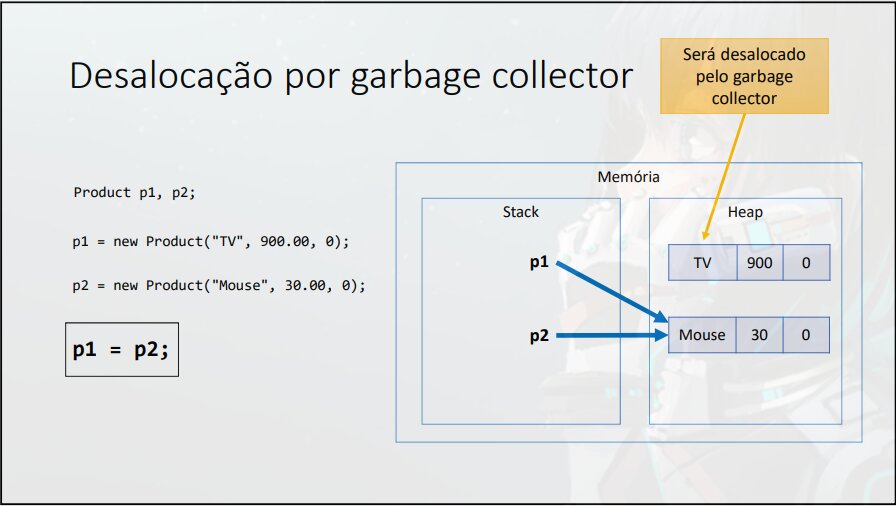 Desalocação por garbage collector
Será desalocado
pelo garbage
collector
Product p1, p2;
p1 = new Product("TV", 900.00, 0);
p2 = new Product("Mouse", 30.00, 0);
p1 = p2;
Memória
Stack
Heap
p1
TV 900 0
p2
Mouse 30 0